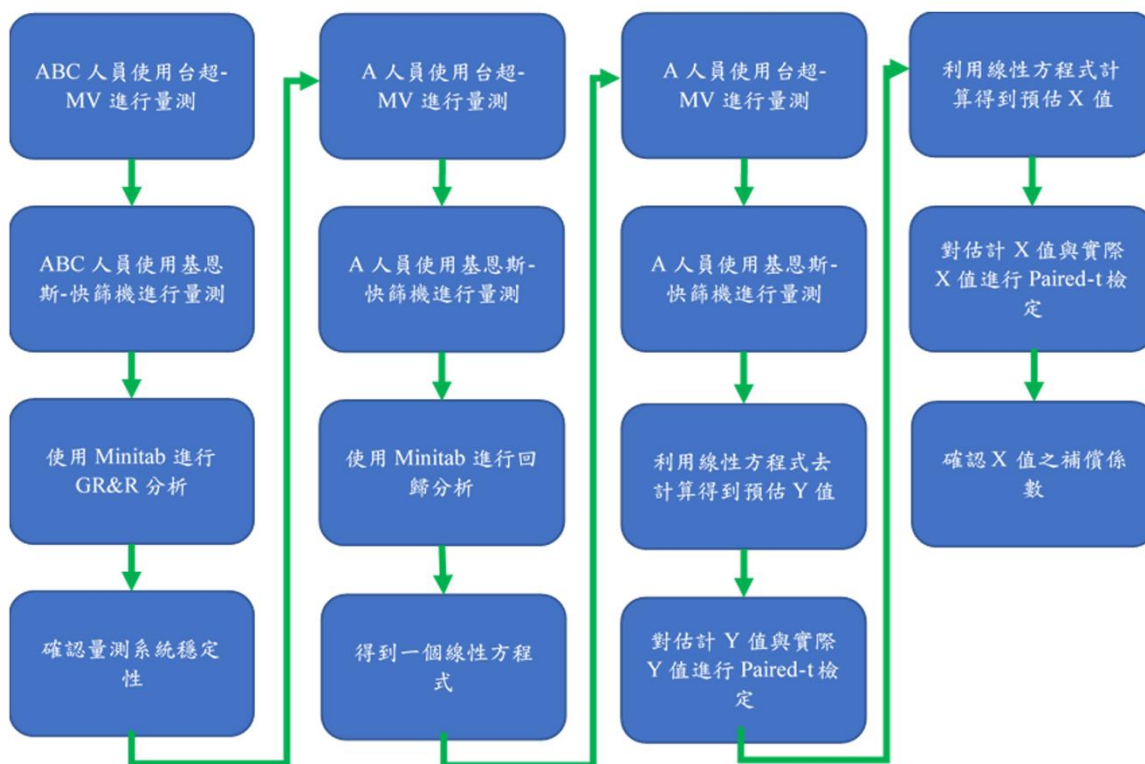 ABC 人員使用台超-
MV 進行量測
ABC 人員使用基恩
斯-快篩機進行量測
使用 Minitab 進行
GR&R 分析
確認量測系統穩定
性
A 人員使用台超-
MV 進行量測
A 人員使用基恩斯-
快篩機進行量測
使用 Minitab 進行回
歸分析
得到一個線性方程
式
A 人員使用台超-
MV 進行量測
A 人員使用基恩斯-
快篩機進行量測
利用線性方程式去
計算得到預估 Y 值
對估計 Y 值與實際
Y 值進行 Paired-t 檢
定
利用線性方程式計
算得到預估 X 值
對估計 X 值與實際
X 值進行 Paired-t 檢
定
確認 X 值之補償係
數